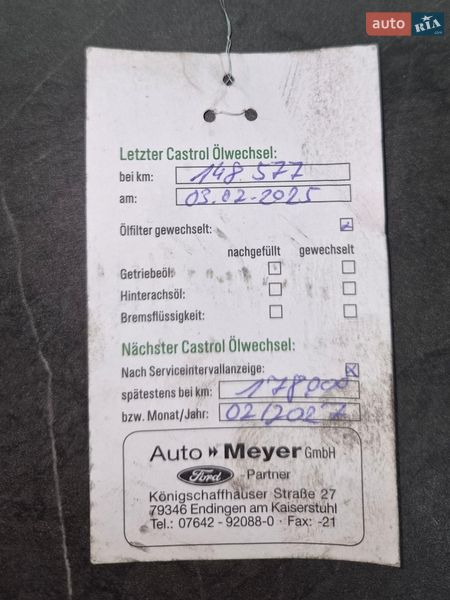 auto RIA .com
Letzter Castrol Ölwechsel:
bei km: 148.577
am: 03.02-2025
Ölfilter gewechselt:
nachgefüllt gewechselt
Getriebeöl:
Hinterachsöl:
Bremsflüssigkeit:
Nächster Castrol Ölwechsel:
Nach Serviceintervallanzeige: X
spätestens bei km: 178000
bzw. Monat/Jahr: 02/2027
Auto Meyer GmbH
Ford -Partner
Königschaffhauser Straße 27
79346 Endingen am Kaiserstuhl
Tel.: 07642 - 92088-0 · Fax: -21